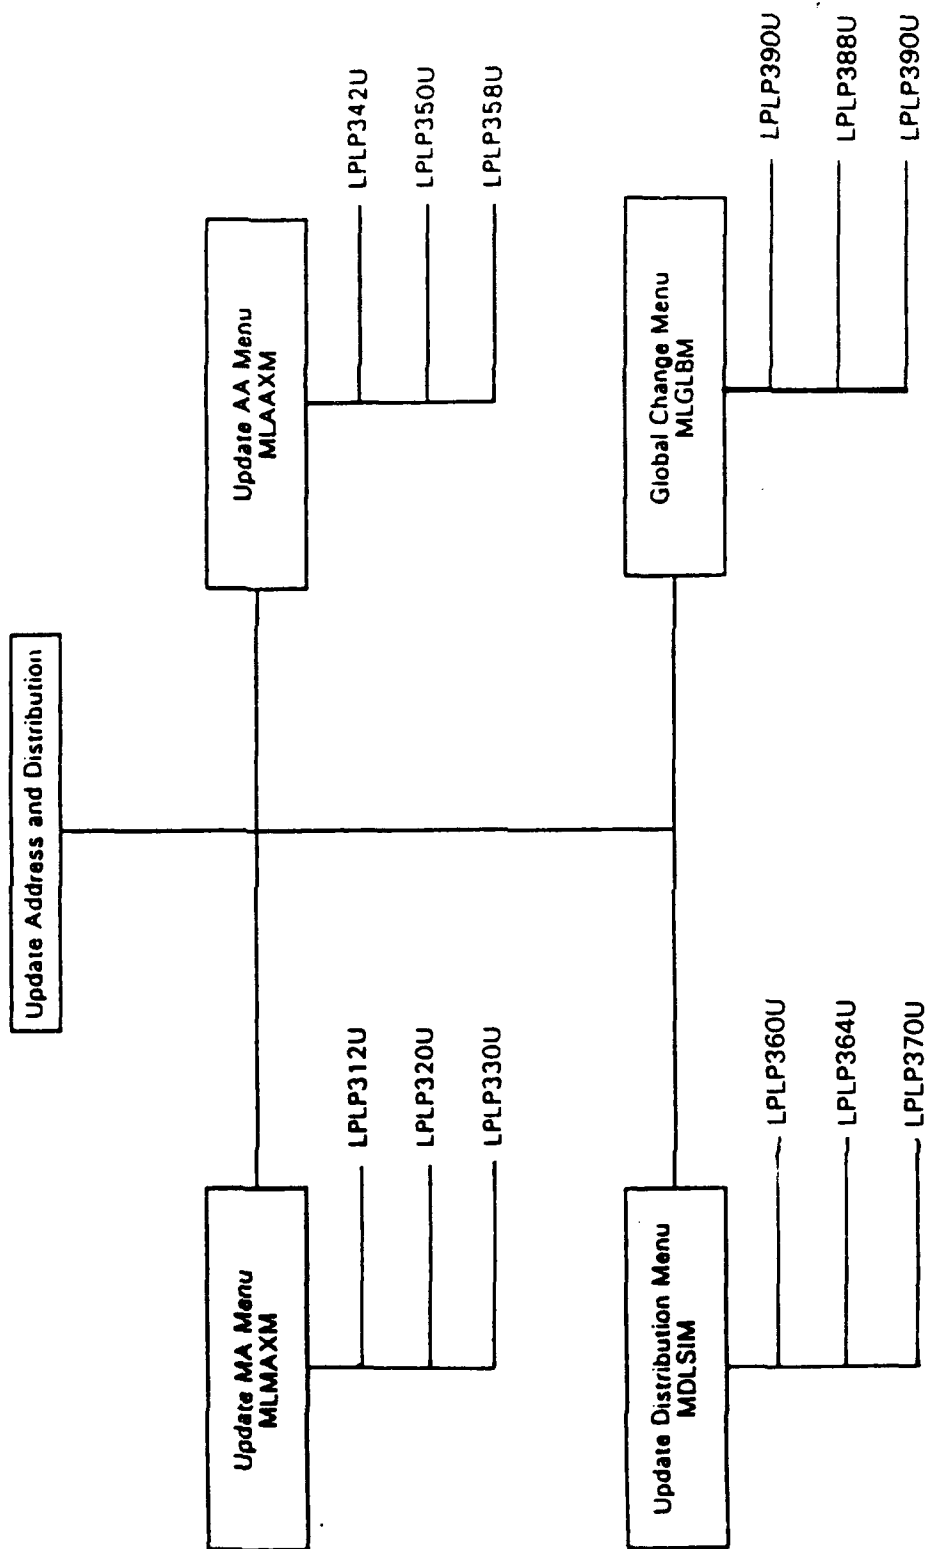 Update Address and Distribution
Update MA Menu
MLMAXM
LPLP312U
LPLP320U
LPLP330U
Update AA Menu
MLAAXM
LPLP342U
LPLP350U
LPLP358U
Update Distribution Menu
MDLSIM
LPLP360U
LPLP364U
LPLP370U
Global Change Menu
MLGLBM
LPLP390U
LPLP388U
LPLP390U